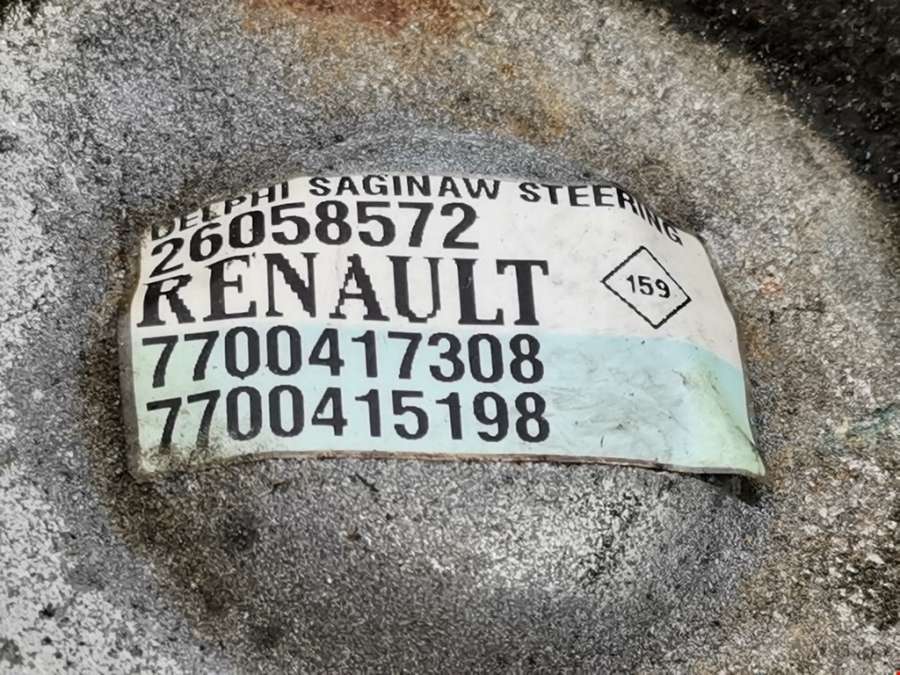 DELPHI SAGINAW STEERING
26058572
RENAULT
159
7700417308
7700415198